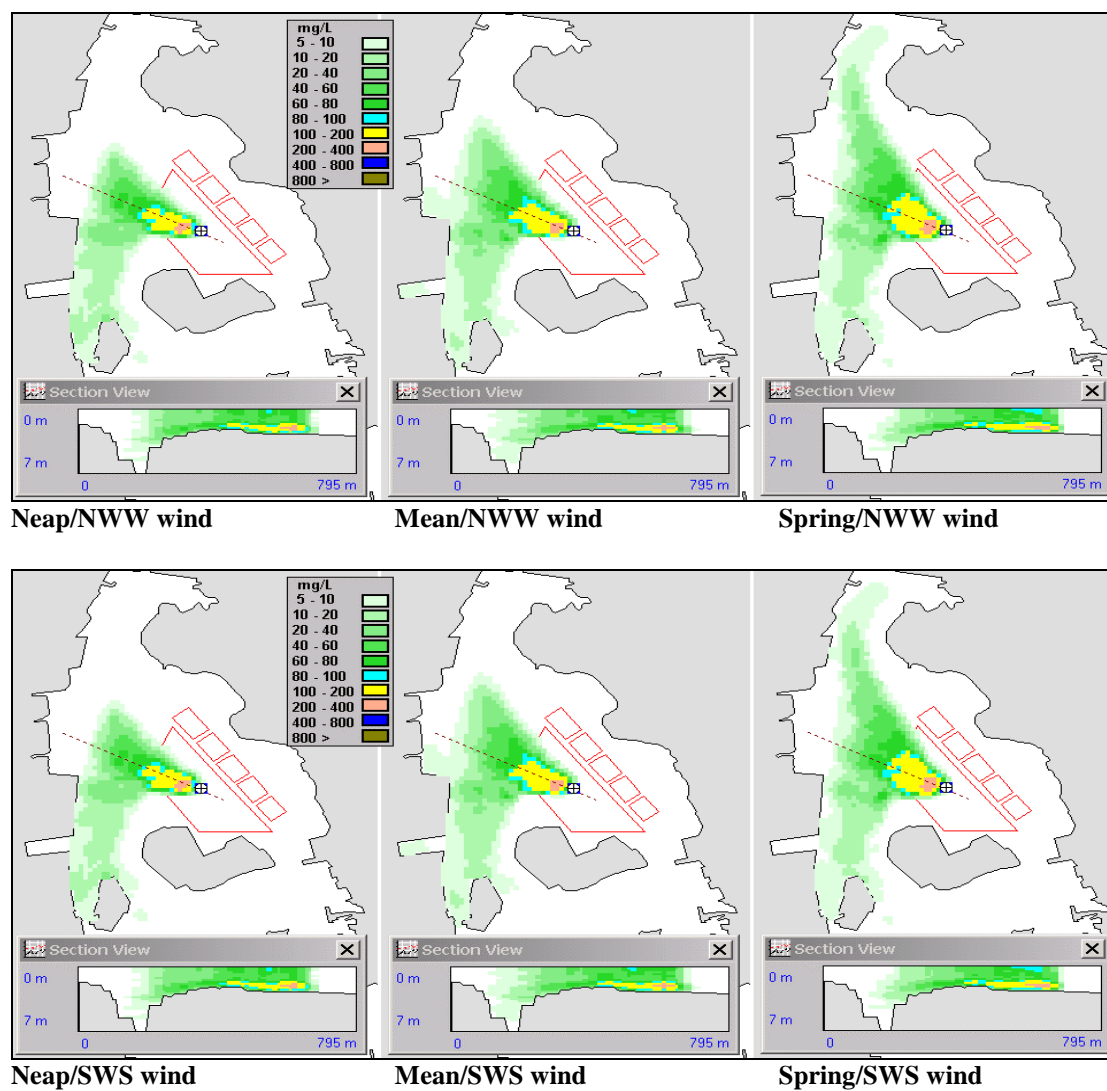 mg/L
5 - 10
10 - 20
20 - 40
40 - 60
60 - 80
80 - 100
100 - 200
200 - 400
400 - 800
800 >
Section View
0 m
7 m
0 795 m
Section View
0 m
7 m
0 795 m
Section View
0 m
7 m
0 795 m
Neap/NWW wind Mean/NWW wind Spring/NWW wind
mg/L
5 - 10
10 - 20
20 - 40
40 - 60
60 - 80
80 - 100
100 - 200
200 - 400
400 - 800
800 >
Section View
0 m
7 m
0 795 m
Section View
0 m
7 m
0 795 m
Section View
0 m
7 m
0 795 m
Neap/SWS wind Mean/SWS wind Spring/SWS wind